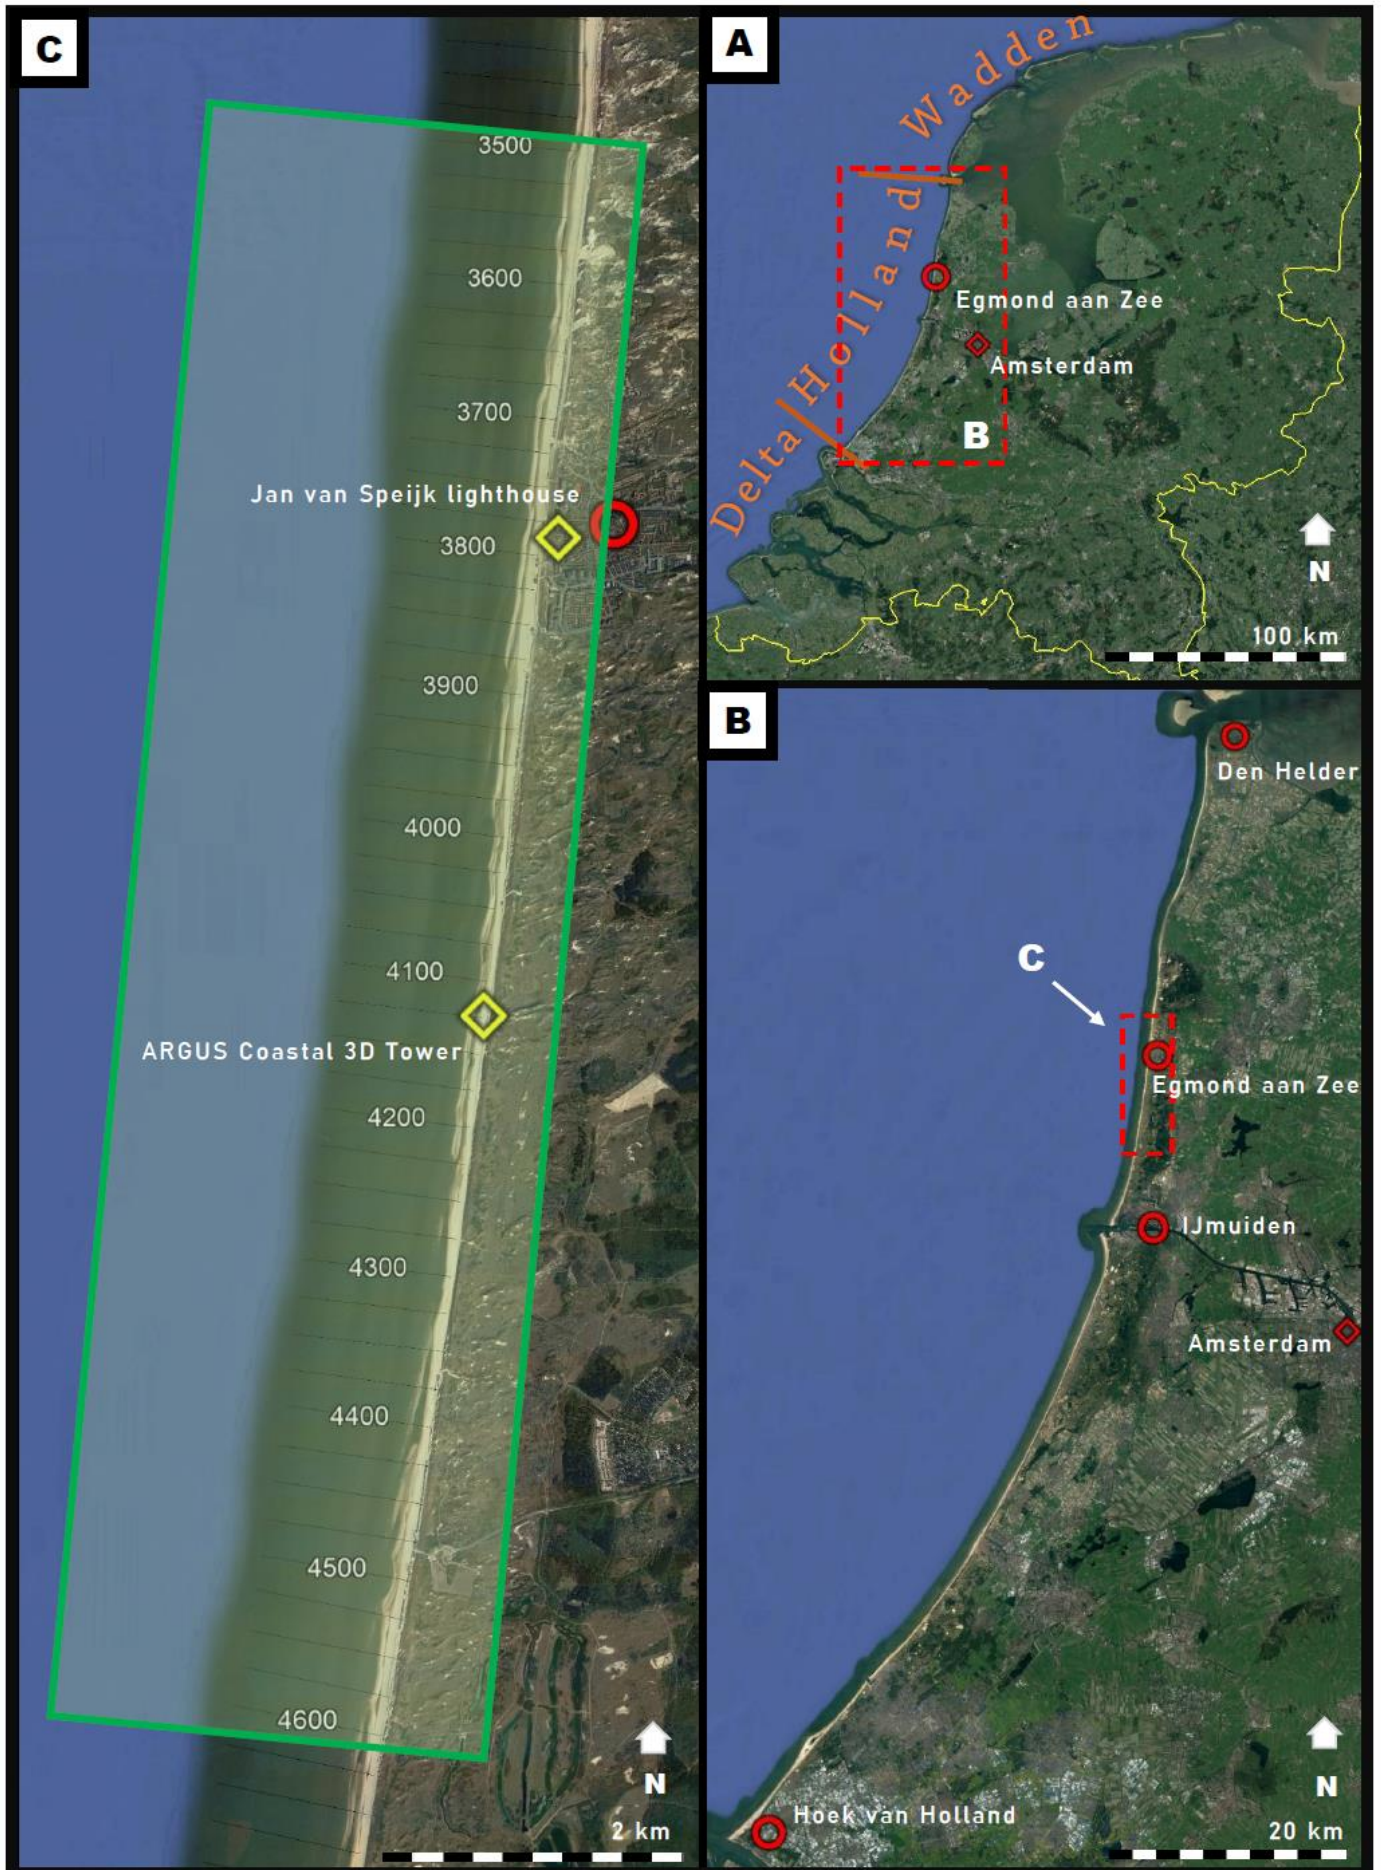 C
3500
3600
3700
Jan van Speijk lighthouse
3800
3900
4000
4100
ARGUS Coastal 3D Tower
4200
4300
4400
4500
4600
N
2 km
A
Wadden
Holland
Delta
Egmond aan Zee
Amsterdam
B
N
100 km
B
Den Helder
C
Egmond aan Zee
IJmuiden
Amsterdam
Hoek van Holland
N
20 km